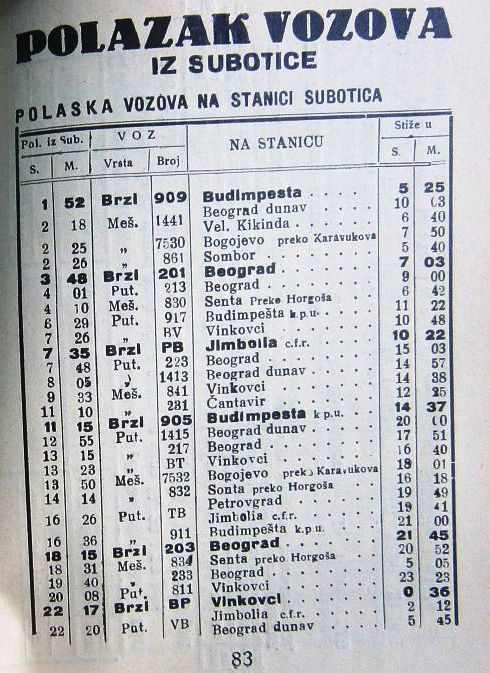 POLAZAK VOZOVA
IZ SUBOTICE
POLASKA VOZOVA NA STANICI SUBOTICA
Pol. iz Sub. VOZ NA STANICU Stiže u
S. M. Vrsta Broj S. M.
1 52 Brzi 909 Budimpesta 5 25
Beograd dunav 10 03
2 18 Meš. 1441 Vel. Kikinda 6 40
2 25 „ 7530 Bogojevo preko Karavukova 7 50
2 26 „ 861 Sombor 5 40
3 48 Brzi 201 Beograd 7 03
4 01 Put. 213 Beograd 9 00
4 10 Meš. 830 Senta Preko Horgoša 6 42
6 29 Put. 917 Budimpešta k.p.u. 11 22
7 26 „ BV Vinkovci 10 48
7 35 Brzi PB Jimbolia c.f.r. 10 22
7 48 Put. 223 Beograd 15 03
8 05 „ 1413 Beograd dunav 14 57
9 33 Meš. 841 Vinkovci 14 38
11 10 „ 231 Čantavir 12 25
11 15 Brzi 905 Budimpesta k p.u. 14 37
12 55 Put. 1415 Beograd dunav 20 00
13 15 „ 217 Beograd 17 51
13 23 „ BT Vinkovci 16 40
13 50 Meš. 7532 Bogojevo preko Karavukova 18 01
14 14 „ 832 Sonta preko Horgoša 16 18
Petrovgrad 19 49
16 26 Put. TB Jimbolia c.f.r. 19 41
16 36 „ 911 Budimpešta k.p.u. 21 00
18 15 Brzi 203 Beograd 21 45
18 31 Meš. 834 Senta preko Horgoša 20 52
19 40 „ 233 Beograd 5 05
20 08 Put. 811 Vinkovci 23 23
22 17 Brzi BP Vinkovci 0 36
Jimbolia c.f.r. 2 12
22 20 Put. VB Beograd dunav 5 45
83